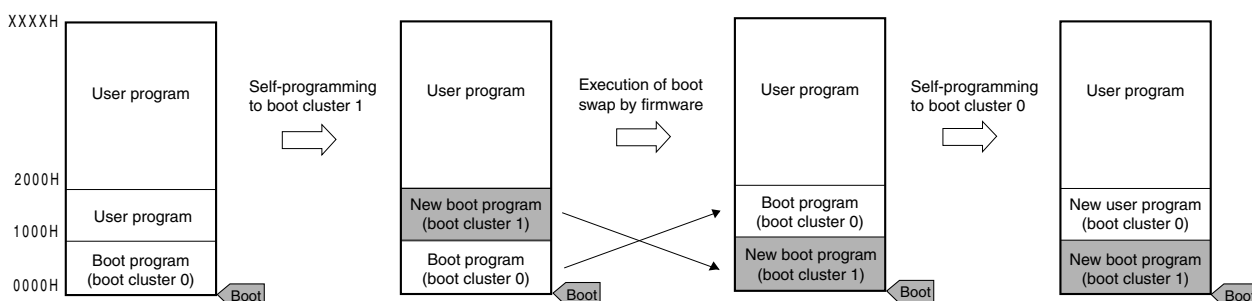 XXXXH
User program
2000H
User program
1000H
Boot program
(boot cluster 0)
0000H
Boot
Self-programming
to boot cluster 1
User program
New boot program
(boot cluster 1)
Boot program
(boot cluster 0)
Boot
Execution of boot
swap by firmware
User program
Boot program
(boot cluster 0)
New boot program
(boot cluster 1)
Boot
Self-programming
to boot cluster 0
User program
New user program
(boot cluster 0)
New boot program
(boot cluster 1)
Boot